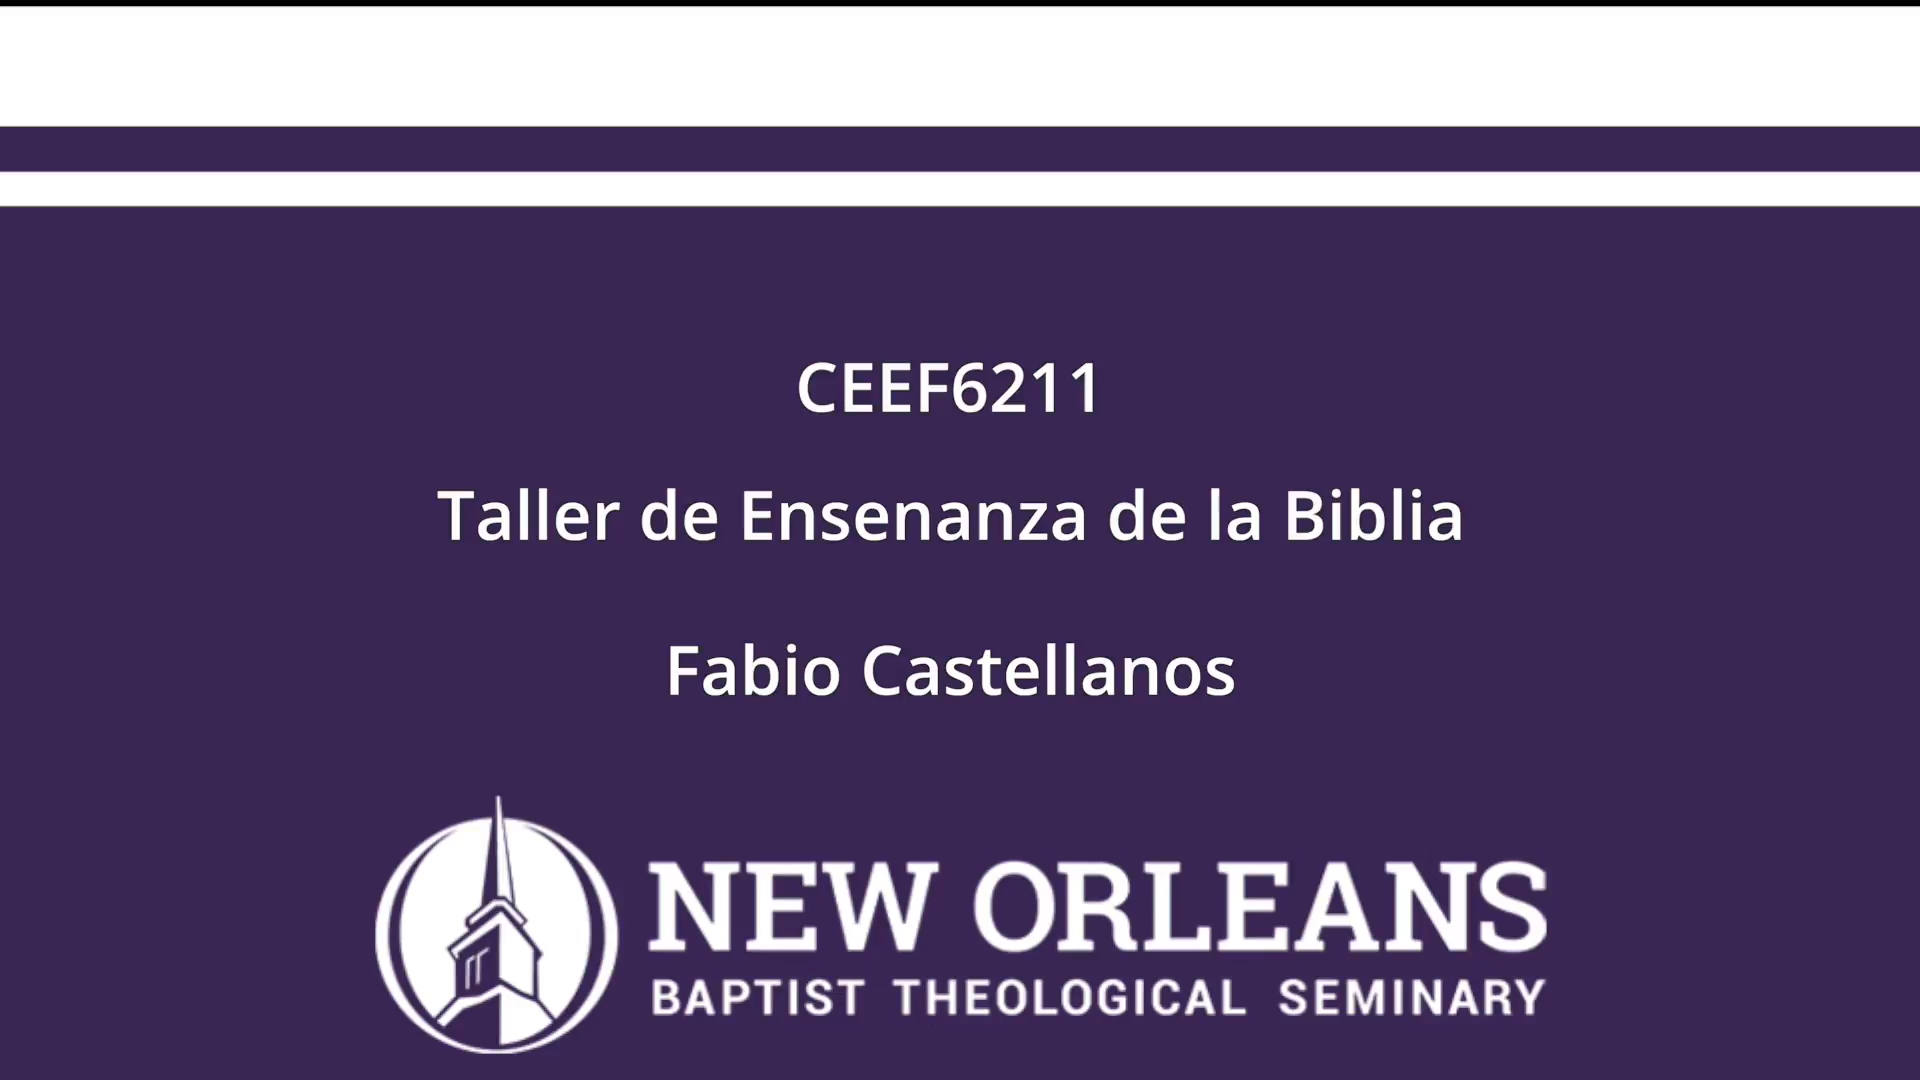 CEEF6211
Taller de Ensenanza de la Biblia
Fabio Castellanos
NEW ORLEANS
BAPTIST THEOLOGICAL SEMINARY